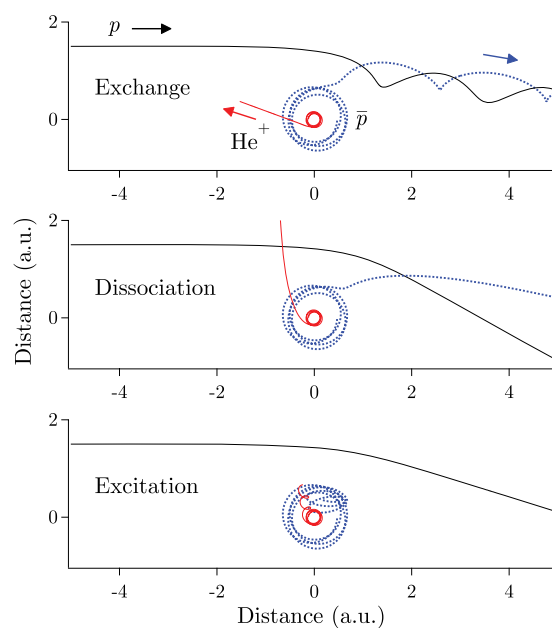 2
p
Exchange
p̅
He+
0
-4 -2 0 2 4
2
Dissociation
0
-4 -2 0 2 4
2
Excitation
0
-4 -2 0 2 4
Distance (a.u.)
Distance (a.u.)